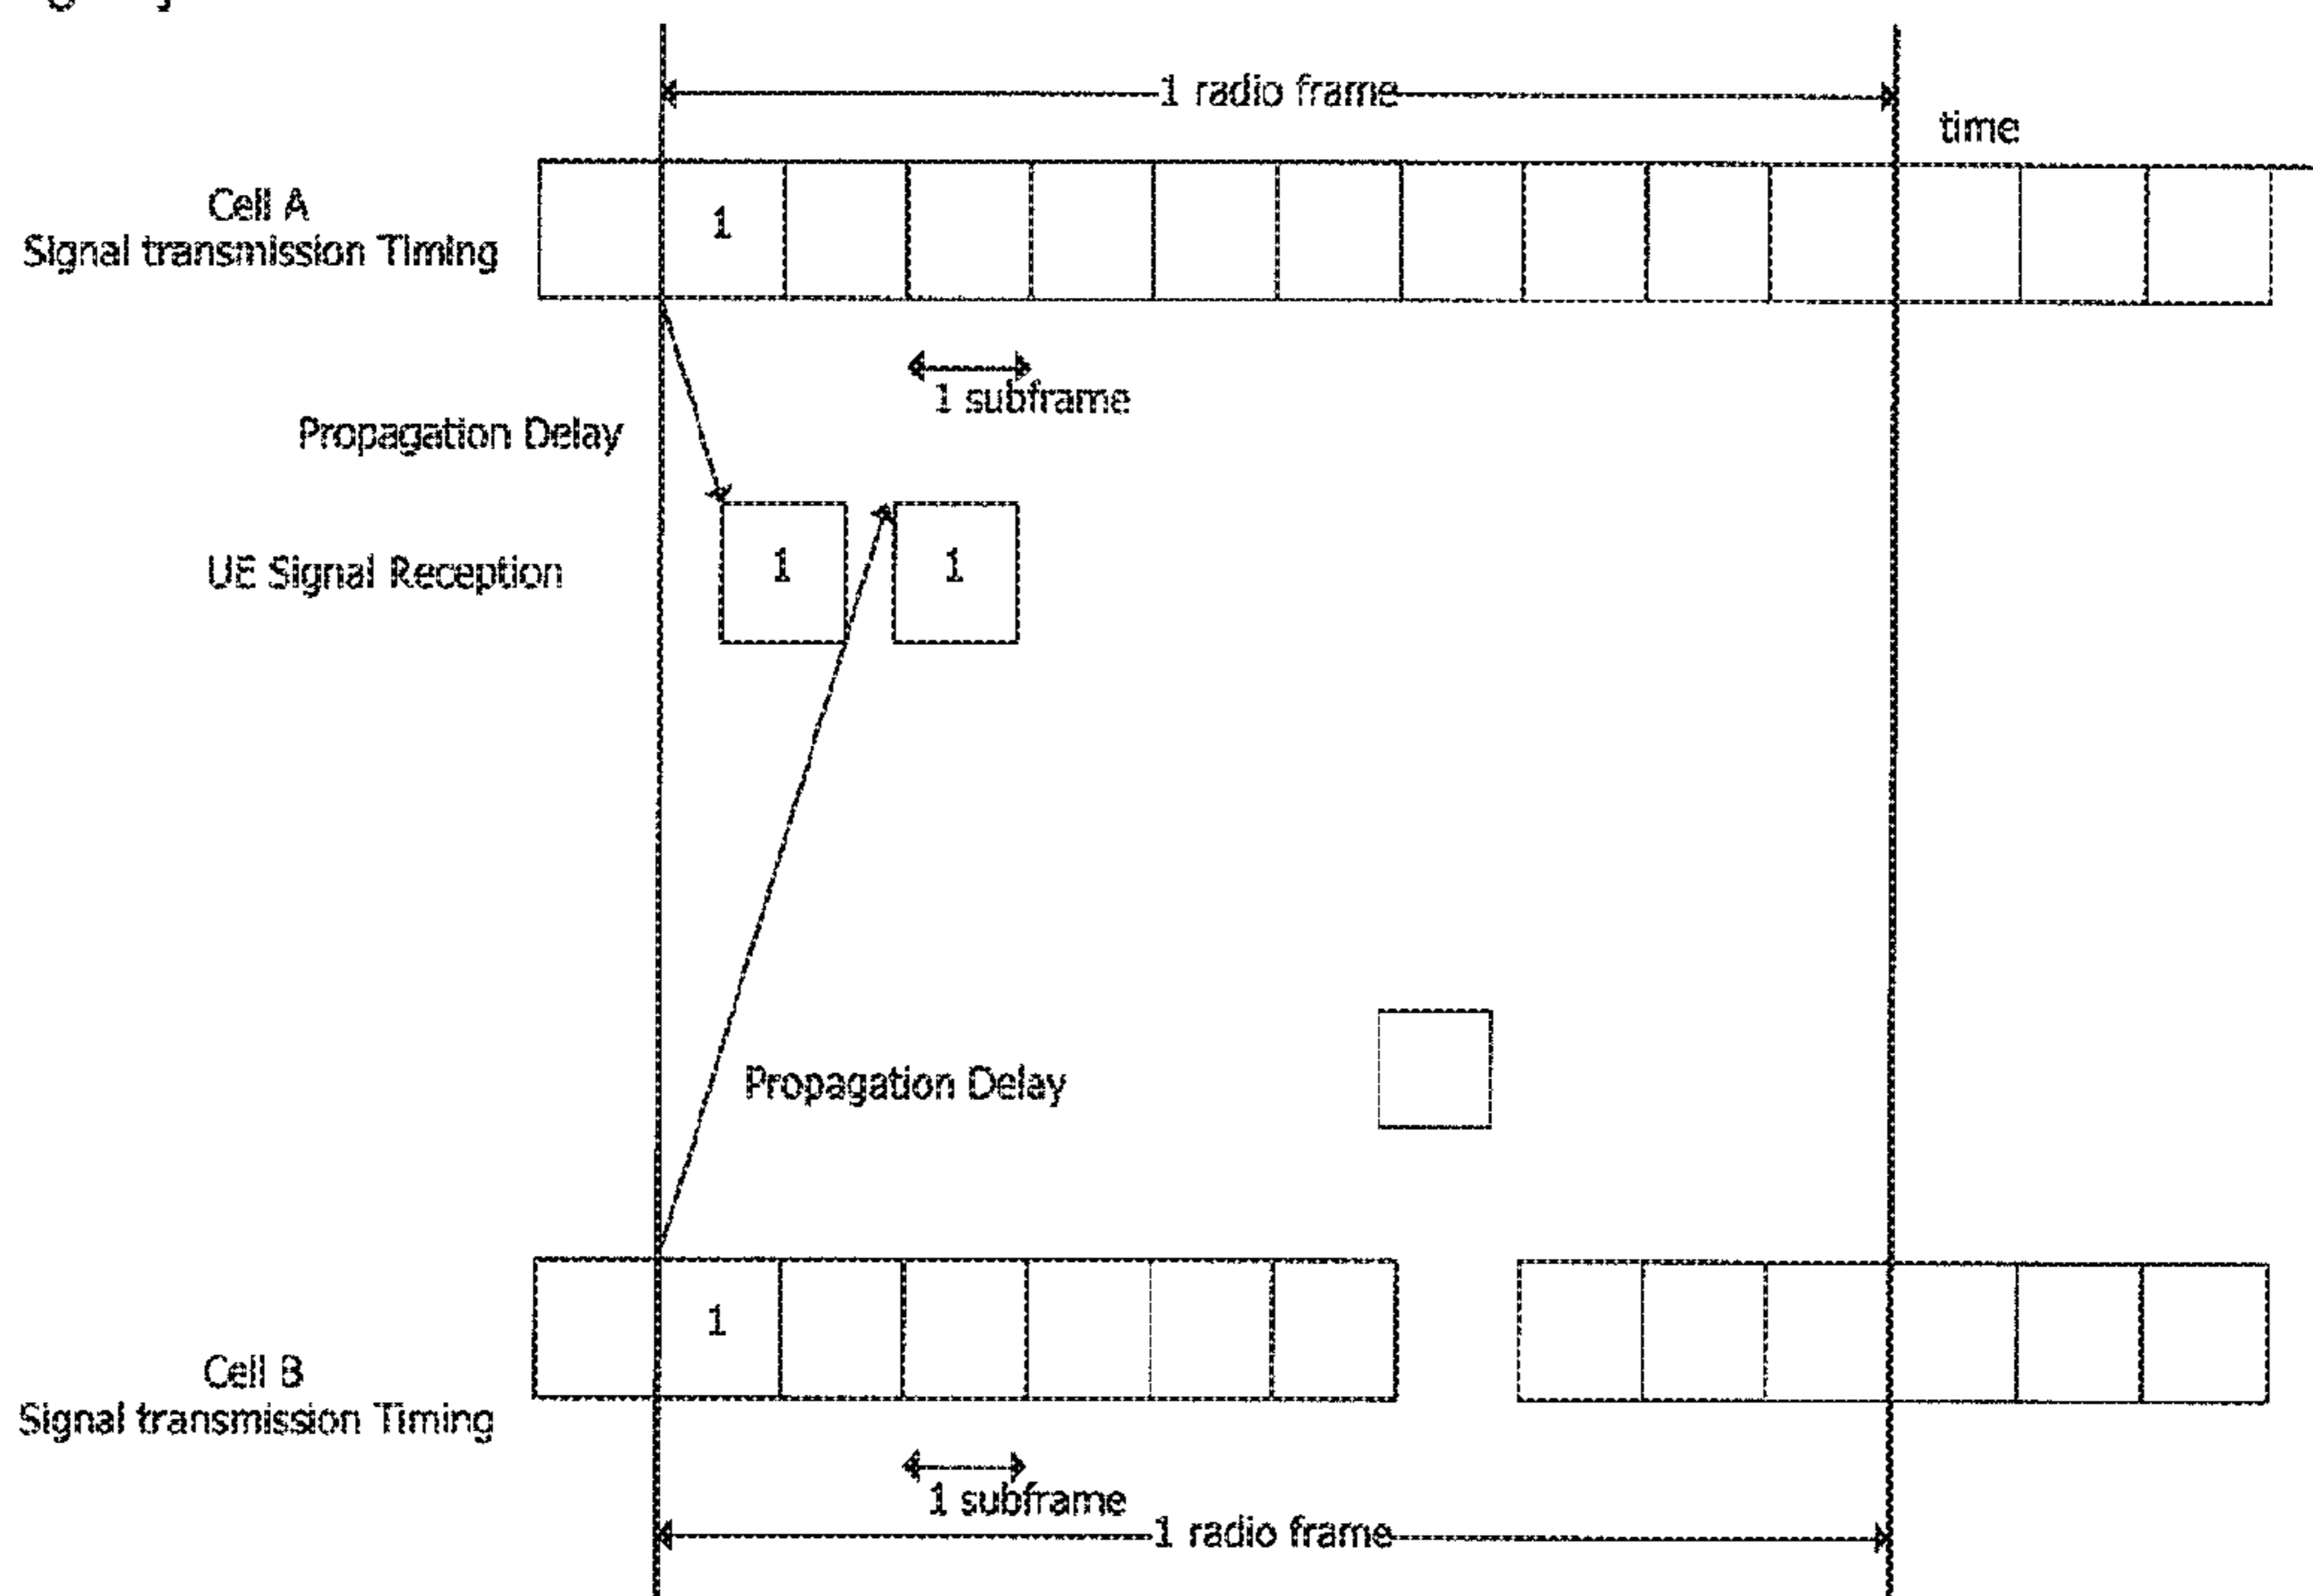 1 radio frame
time
Cell A
Signal transmission Timing
1
1 subframe
Propagation Delay
UE Signal Reception
1
1
Propagation Delay
1
Cell B
Signal transmission Timing
1 subframe
1 radio frame